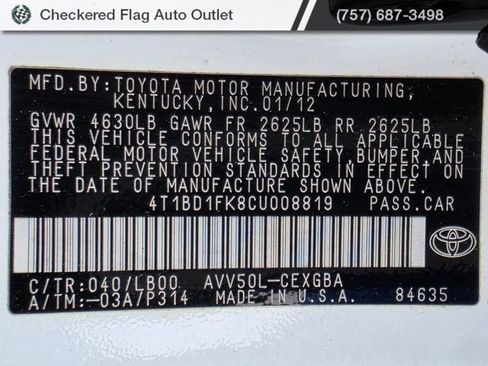 Checkered Flag Auto Outlet
(757) 687-3498
MFD.BY:TOYOTA MOTOR MANUFACTURING,
KENTUCKY,INC.01/12
GVWR 4630LB GAWR FR 2625LB RR 2625LB
THIS VEHICLE CONFORMS TO ALL APPLICABLE
FEDERAL MOTOR VEHICLE SAFETY,BUMPER,AND
THEFT PREVENTION STANDARDS IN EFFECT ON
THE DATE OF MANUFACTURE SHOWN ABOVE.
4T1BD1FK8CU008819 PASS.CAR
C/TR:040/LB00 AVV50L-CEXGBA
A/TM:-03A/P314 MADE IN U.S.A. 84635